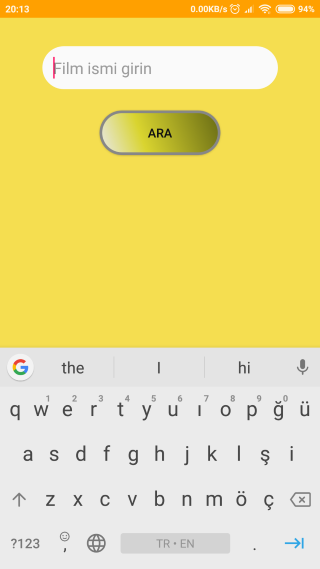 20:13 0.00KB/s 94%
Film ismi girin
ARA
the I hi
1 2 3 4 5 6 7 8 9 0
q w e r t y u ı o p ğ ü
a s d f g h j k l ş i
z x c v b n m ö ç
?123 , TR • EN .